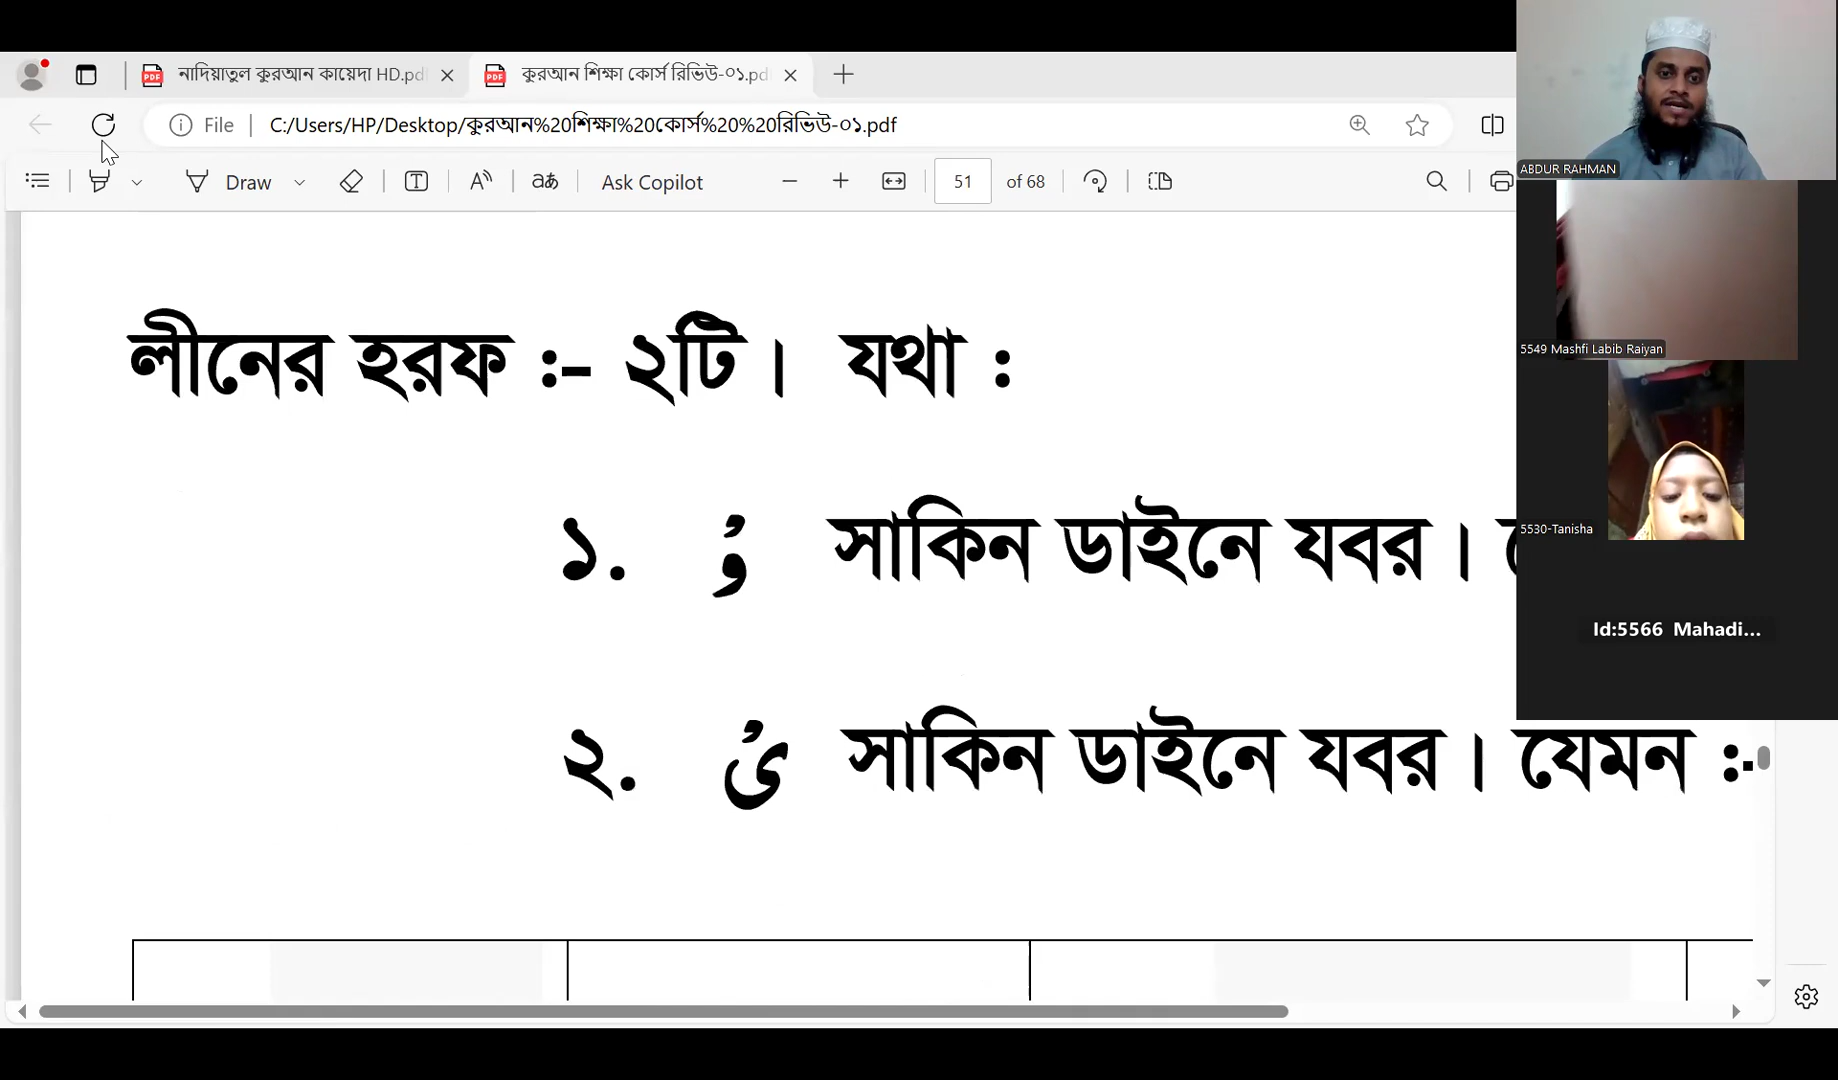 নাদিয়াতুল কুরআন কায়েদা HD.pdf
কুরআন শিক্ষা কোর্স রিভিউ-০১.pd
File
C:/Users/HP/Desktop/কুরআন%20শিক্ষা%20কোর্স%20%20রিভিউ-০১.pdf
Draw
Ask Copilot
51 of 68
লীনের হরফ :- ২টি। যথা :
১. وْ সাকিন ডাইনে যবর।
২. ىْ সাকিন ডাইনে যবর। যেমন :-
ABDUR RAHMAN
5549 Mashfi Labib Raiyan
5530-Tanisha
Id:5566 Mahadi...